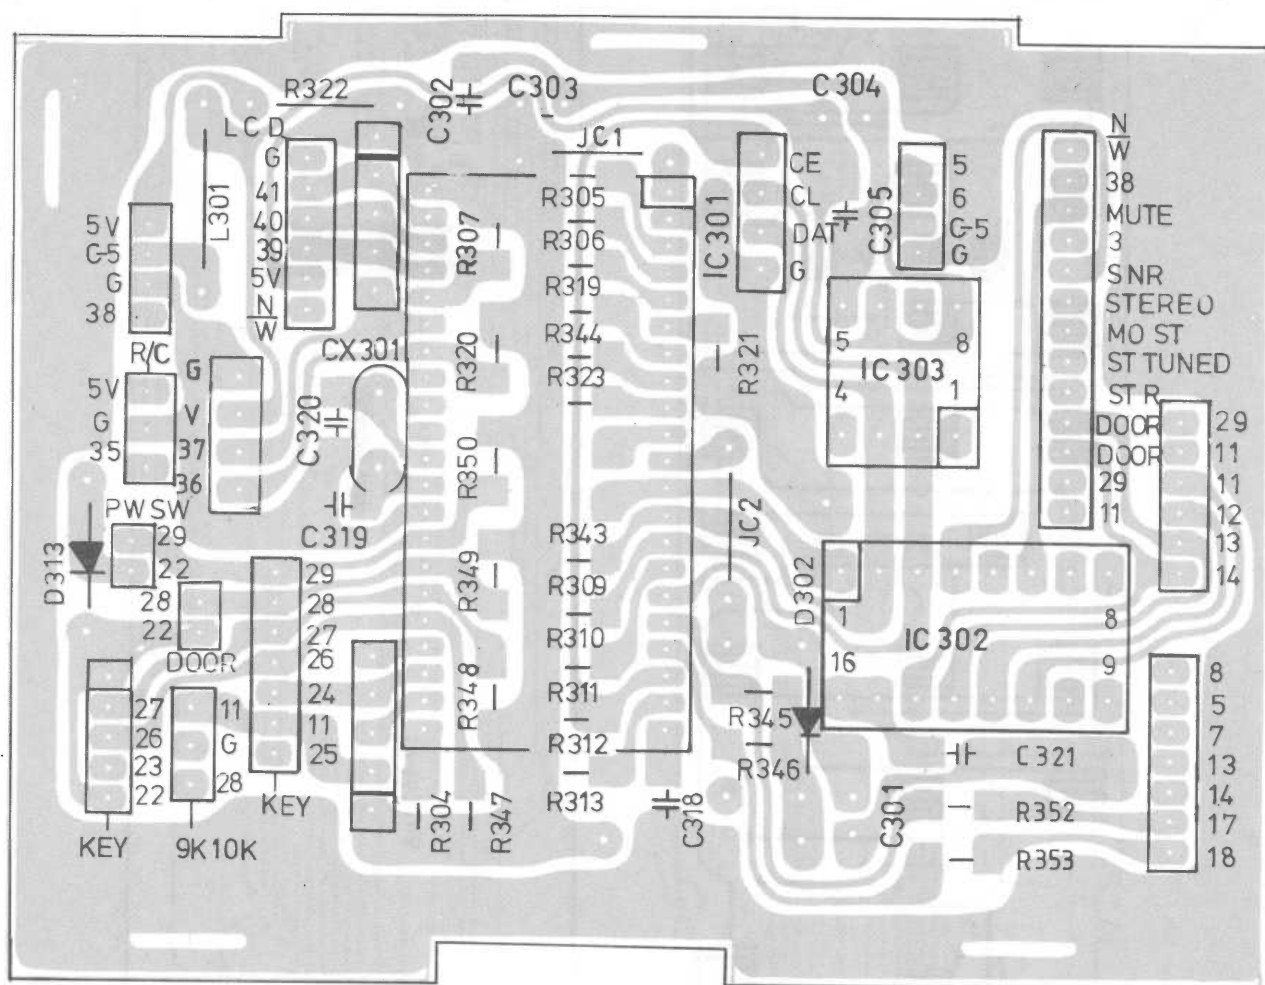 R322
C302
C303
C304
LCD
G
41
40
39
5V
N
W
L301
5V
C-5
G
38
R/C
5V
G
35
G
V
37
36
CX301
C320
C319
PWSW
29
22
28
22
DOOR
D313
29
28
27
26
24
11
25
KEY
27
26
23
22
KEY
11
G
28
9K10K
R307
R320
R350
R349
R348
R304
R347
JC1
R305
R306
R319
R344
R323
R343
R309
R310
R311
R312
R313
C318
IC301
CE
CL
DAT
G
C305
5
6
C-5
G
R321
5
8
IC303
4
1
JC2
D302
1
8
IC302
16
9
R345
R346
C301
C321
R352
R353
N
W
38
MUTE
3
SNR
STEREO
MO ST
ST TUNED
ST R
DOOR
DOOR
29
11
29
11
11
12
13
14
8
5
7
13
14
17
18